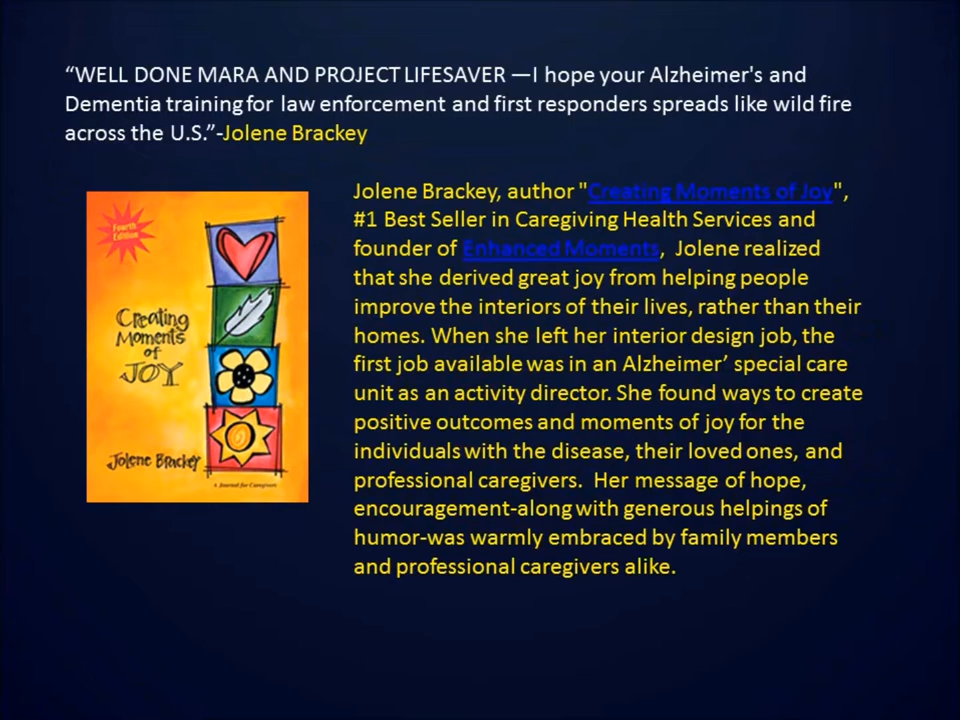 “WELL DONE MARA AND PROJECT LIFESAVER —I hope your Alzheimer's and
Dementia training for law enforcement and first responders spreads like wild fire
across the U.S.”-Jolene Brackey
Jolene Brackey, author "Creating Moments of Joy",
#1 Best Seller in Caregiving Health Services and
founder of Enhanced Moments,  Jolene realized
that she derived great joy from helping people
improve the interiors of their lives, rather than their
homes. When she left her interior design job, the
first job available was in an Alzheimer’ special care
unit as an activity director. She found ways to create
positive outcomes and moments of joy for the
individuals with the disease, their loved ones, and
professional caregivers.  Her message of hope,
encouragement-along with generous helpings of
humor-was warmly embraced by family members
and professional caregivers alike.
Fourth
Edition
Creating
Moments
of
JOY
Jolene Brackey
A Journal for Caregivers